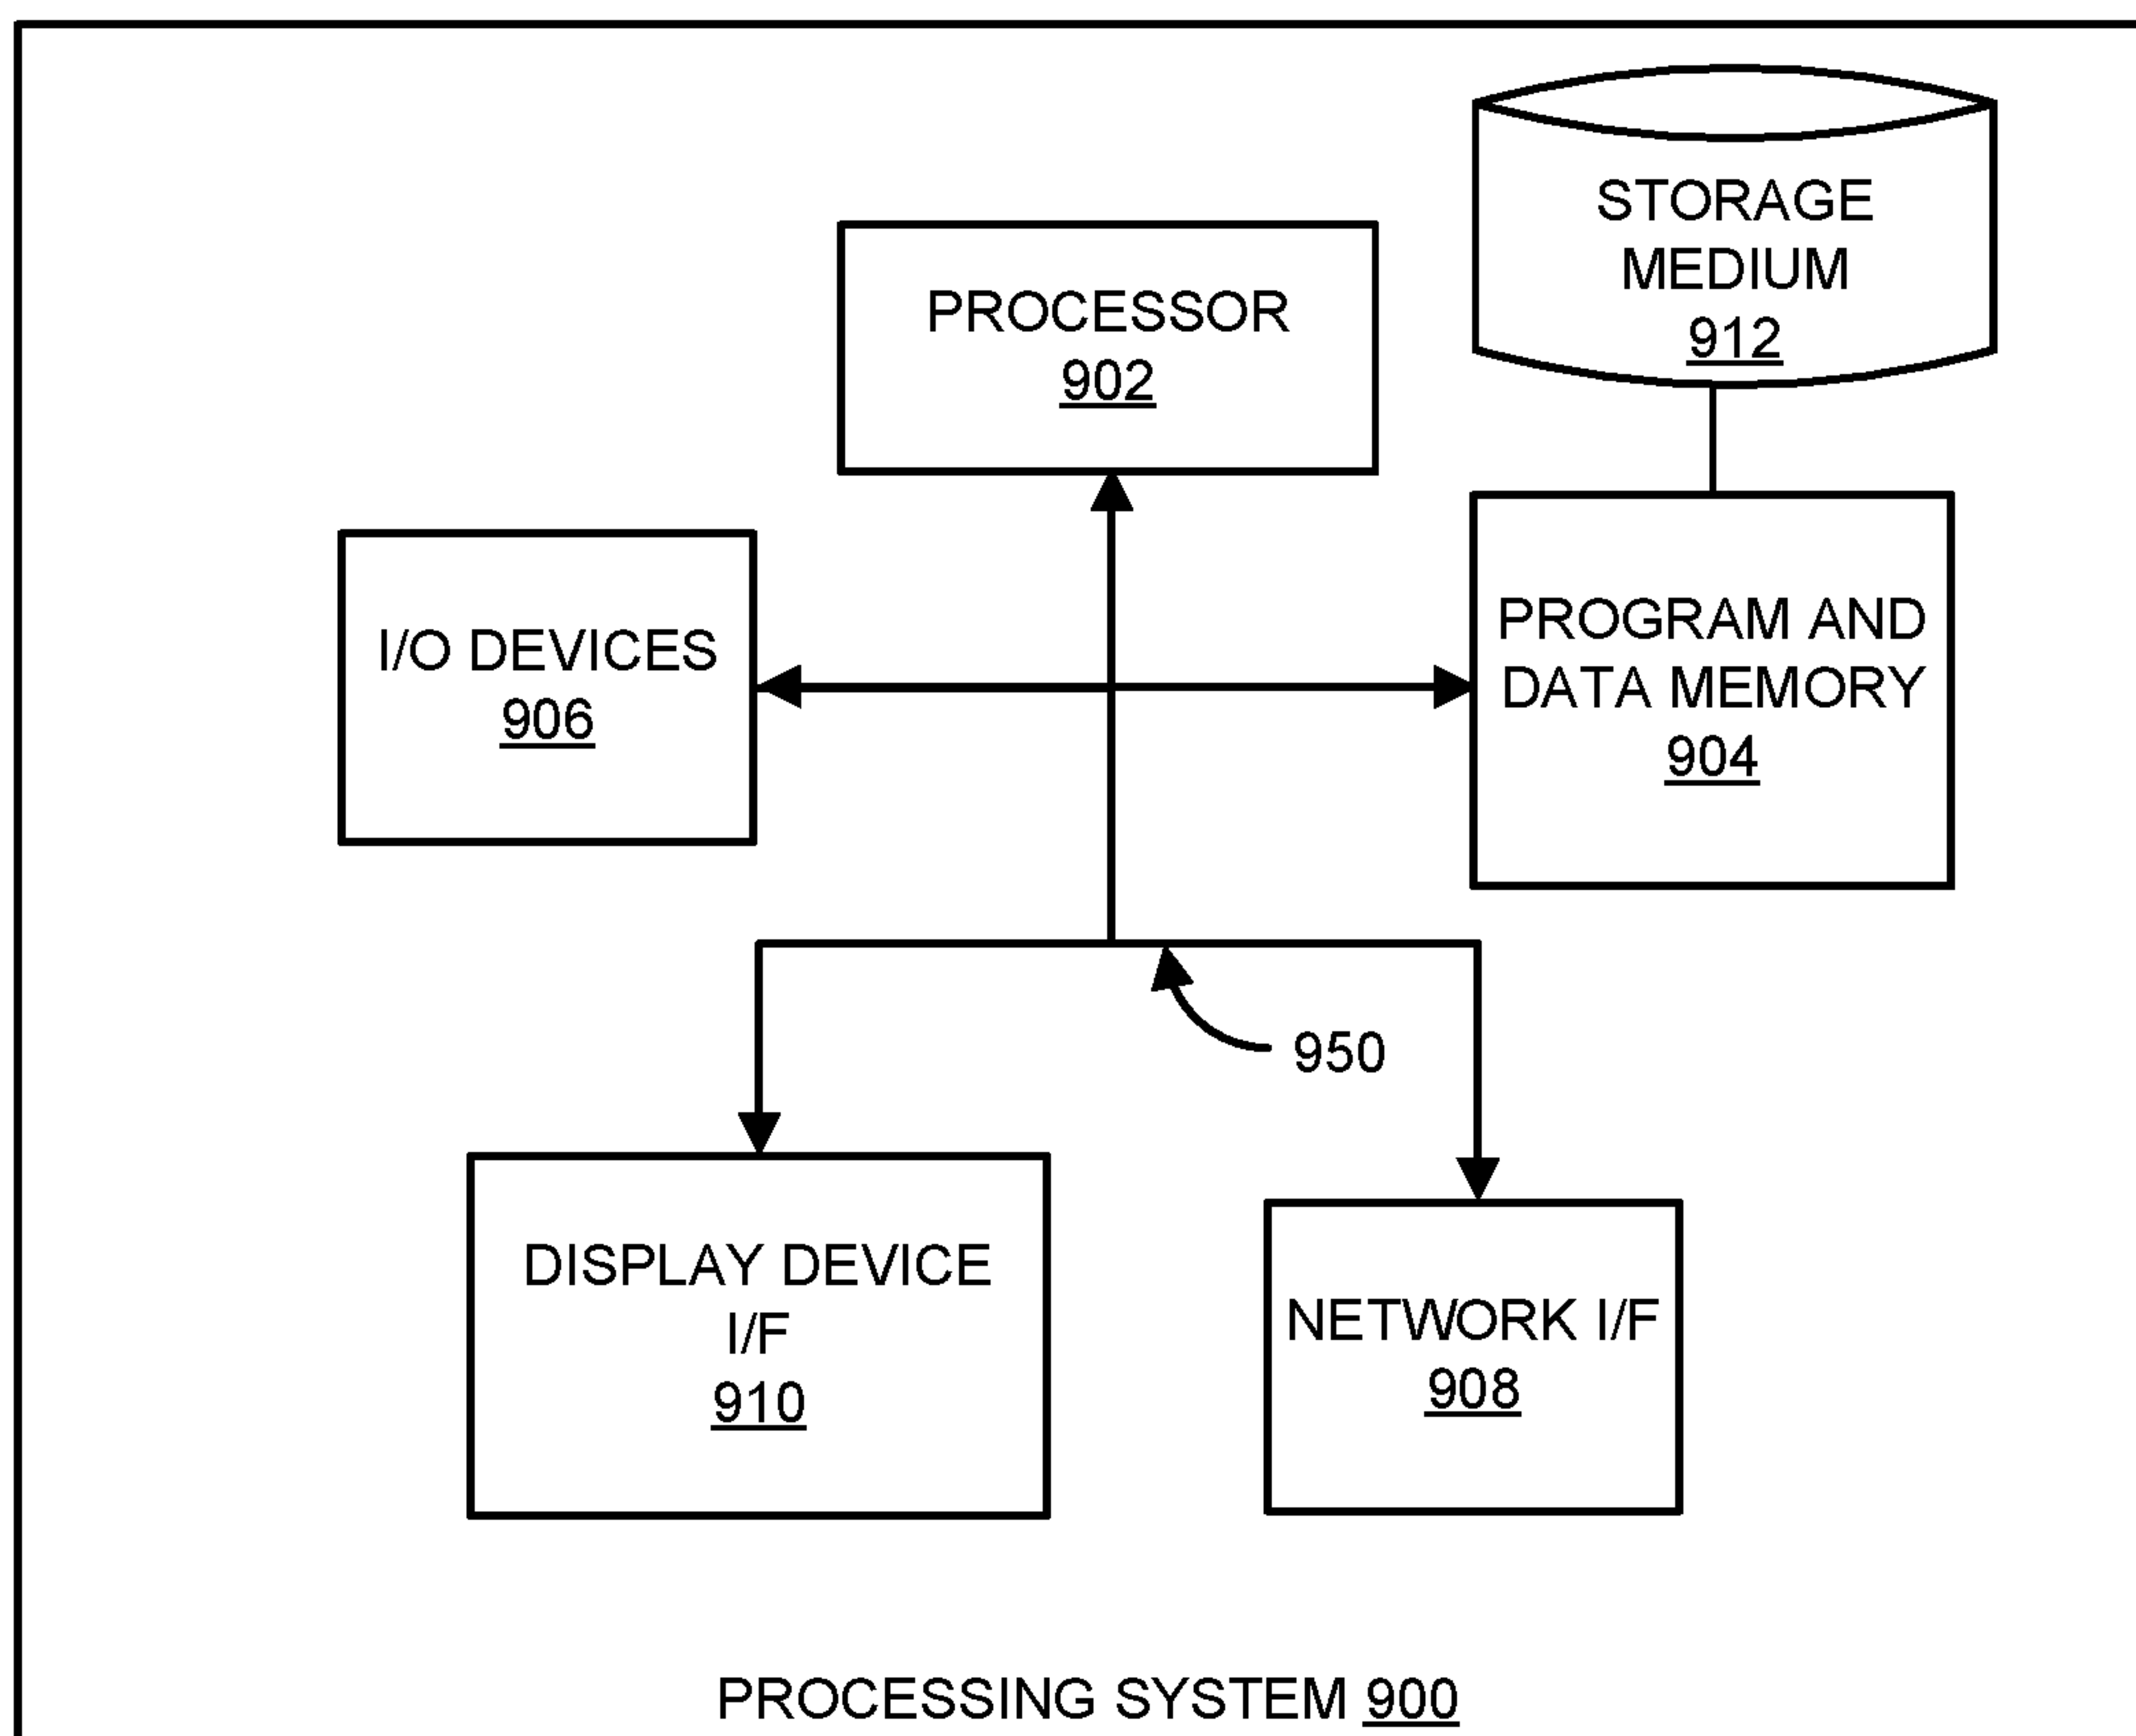 STORAGE
MEDIUM
912
PROCESSOR
902
I/O DEVICES
906
PROGRAM AND
DATA MEMORY
904
950
DISPLAY DEVICE
I/F
910
NETWORK I/F
908
PROCESSING SYSTEM 900